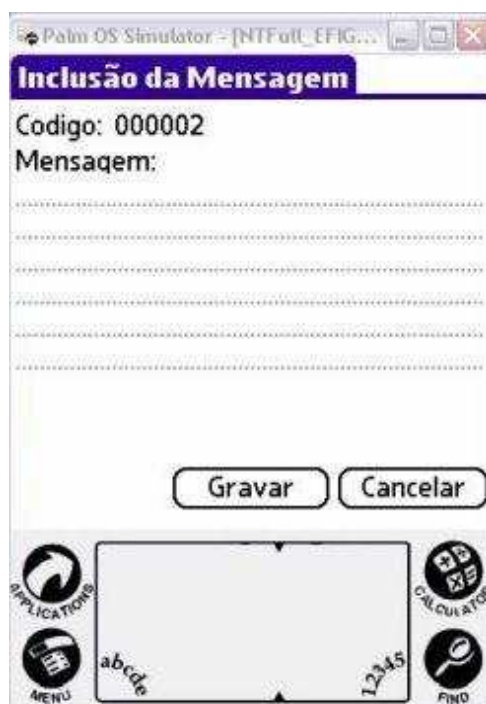 Palm OS Simulator - [NTFull_EFIG...
Inclusão da Mensagem
Codigo: 000002
Mensagem:
Gravar Cancelar
APPLICATIONS
CALCULATOR
abcde
12345
MENU
FIND